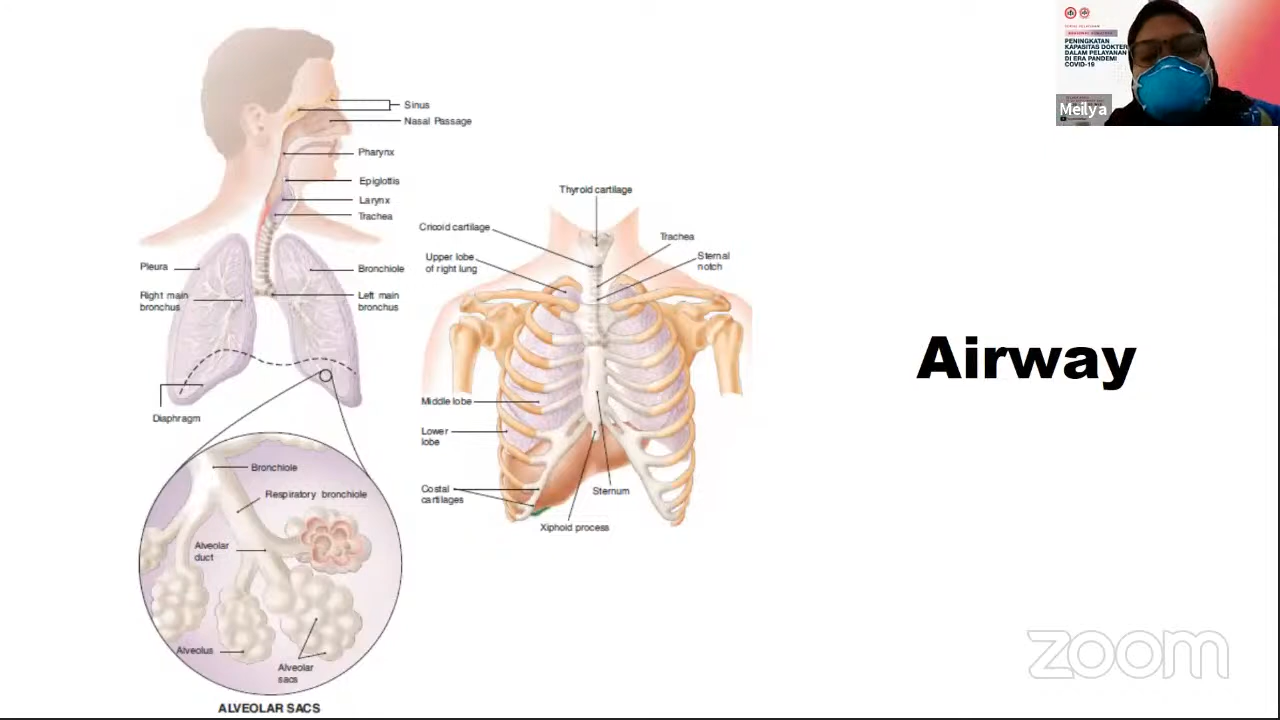 Sinus
Nasal Passage
Pharynx
Epiglottis
Larynx
Trachea
Pleura
Bronchiole
Right main
bronchus
Left main
bronchus
Diaphragm
Bronchiole
Respiratory bronchiole
Alveolar
duct
Alveolus
Alveolar
sacs
ALVEOLAR SACS
Thyroid cartilage
Cricoid cartilage
Trachea
Upper lobe
of right lung
Sternal
notch
Middle lobe
Lower
lobe
Costal
cartilages
Sternum
Xiphoid process
Airway
PENINGKATAN
KAPASITAS DOKTER
DALAM PELAYANAN
DI ERA PANDEMI
COVID-19
Meilya
zoom